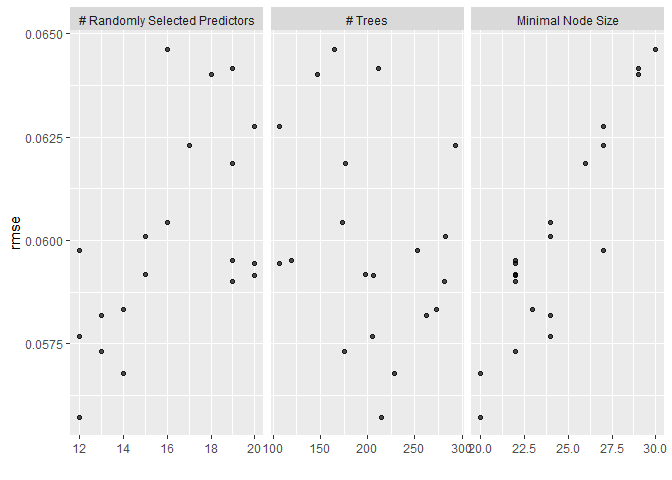 # Randomly Selected Predictors
# Trees
Minimal Node Size
rmse
0.0650
0.0625
0.0600
0.0575
12 14 16 18 20
100 150 200 250 300
20.0 22.5 25.0 27.5 30.0